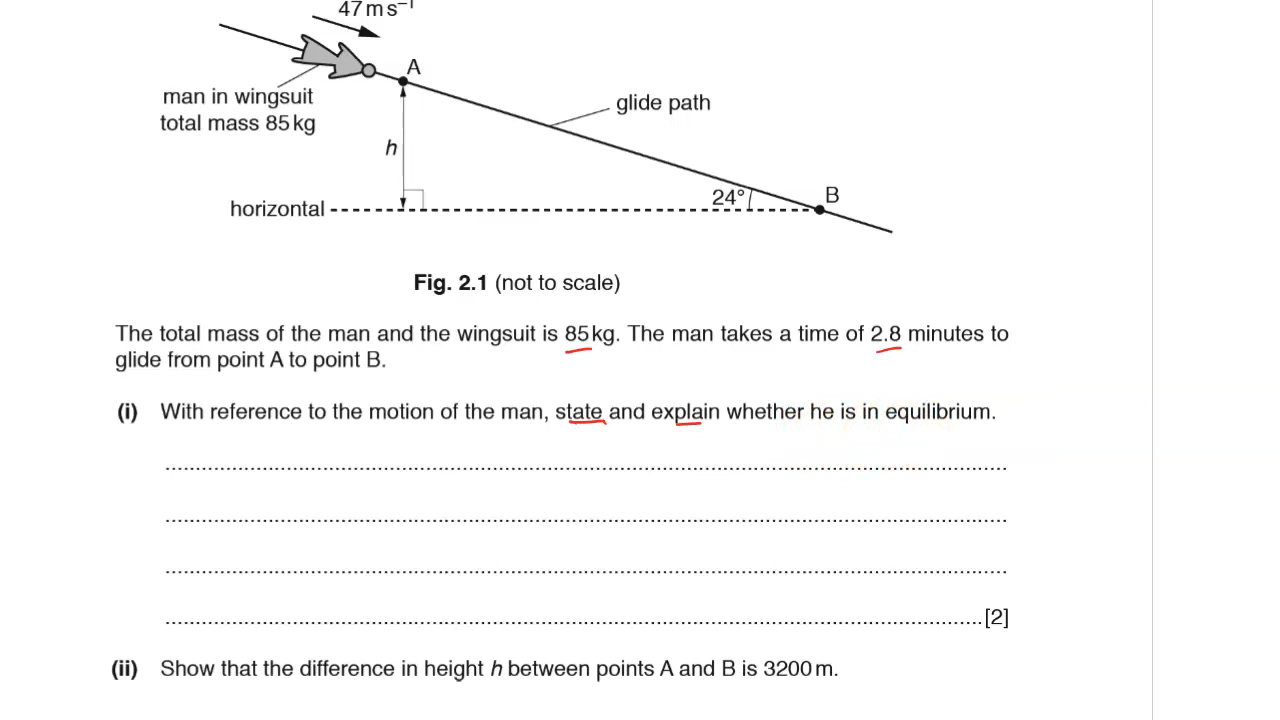 47 m s⁻¹
A
man in wingsuit
total mass 85 kg
glide path
h
24°
B
horizontal
Fig. 2.1 (not to scale)
The total mass of the man and the wingsuit is 85 kg. The man takes a time of 2.8 minutes to
glide from point A to point B.
(i) With reference to the motion of the man, state and explain whether he is in equilibrium.
[2]
(ii) Show that the difference in height h between points A and B is 3200 m.